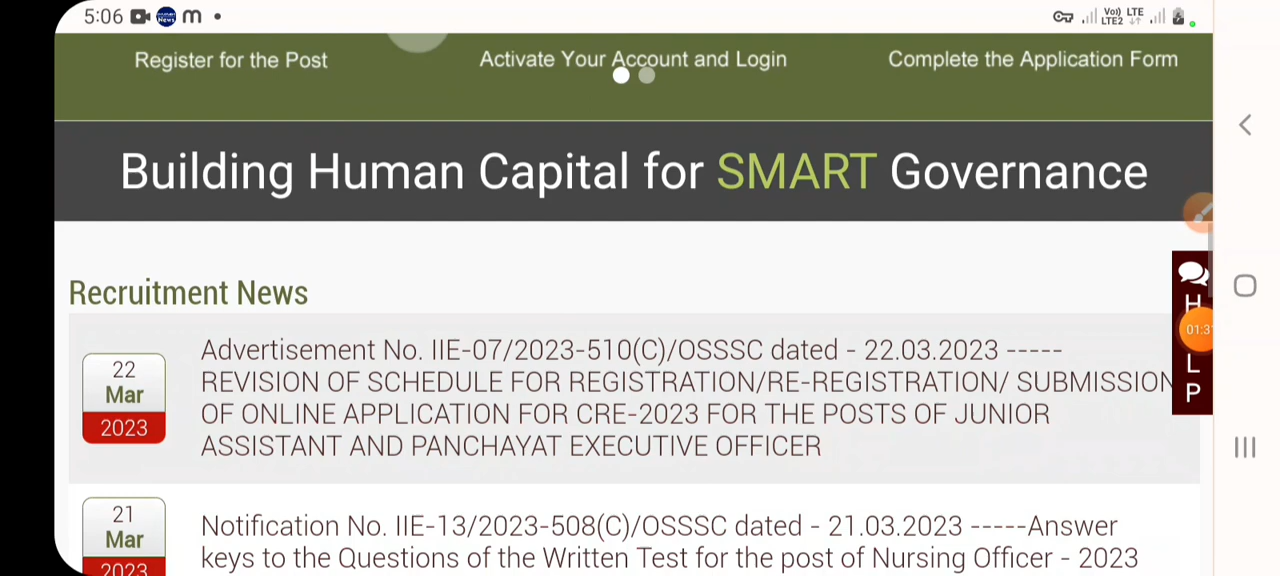 5:06 m VoI) LTE LTE2
Register for the Post
Activate Your Account and Login
Complete the Application Form
Building Human Capital for SMART Governance
Recruitment News
22
Mar
2023
Advertisement No. IIE-07/2023-510(C)/OSSSC dated - 22.03.2023 -----
REVISION OF SCHEDULE FOR REGISTRATION/RE-REGISTRATION/ SUBMISSION
OF ONLINE APPLICATION FOR CRE-2023 FOR THE POSTS OF JUNIOR
ASSISTANT AND PANCHAYAT EXECUTIVE OFFICER
21
Mar
2023
Notification No. IIE-13/2023-508(C)/OSSSC dated - 21.03.2023 -----Answer
keys to the Questions of the Written Test for the post of Nursing Officer - 2023
H
L
P